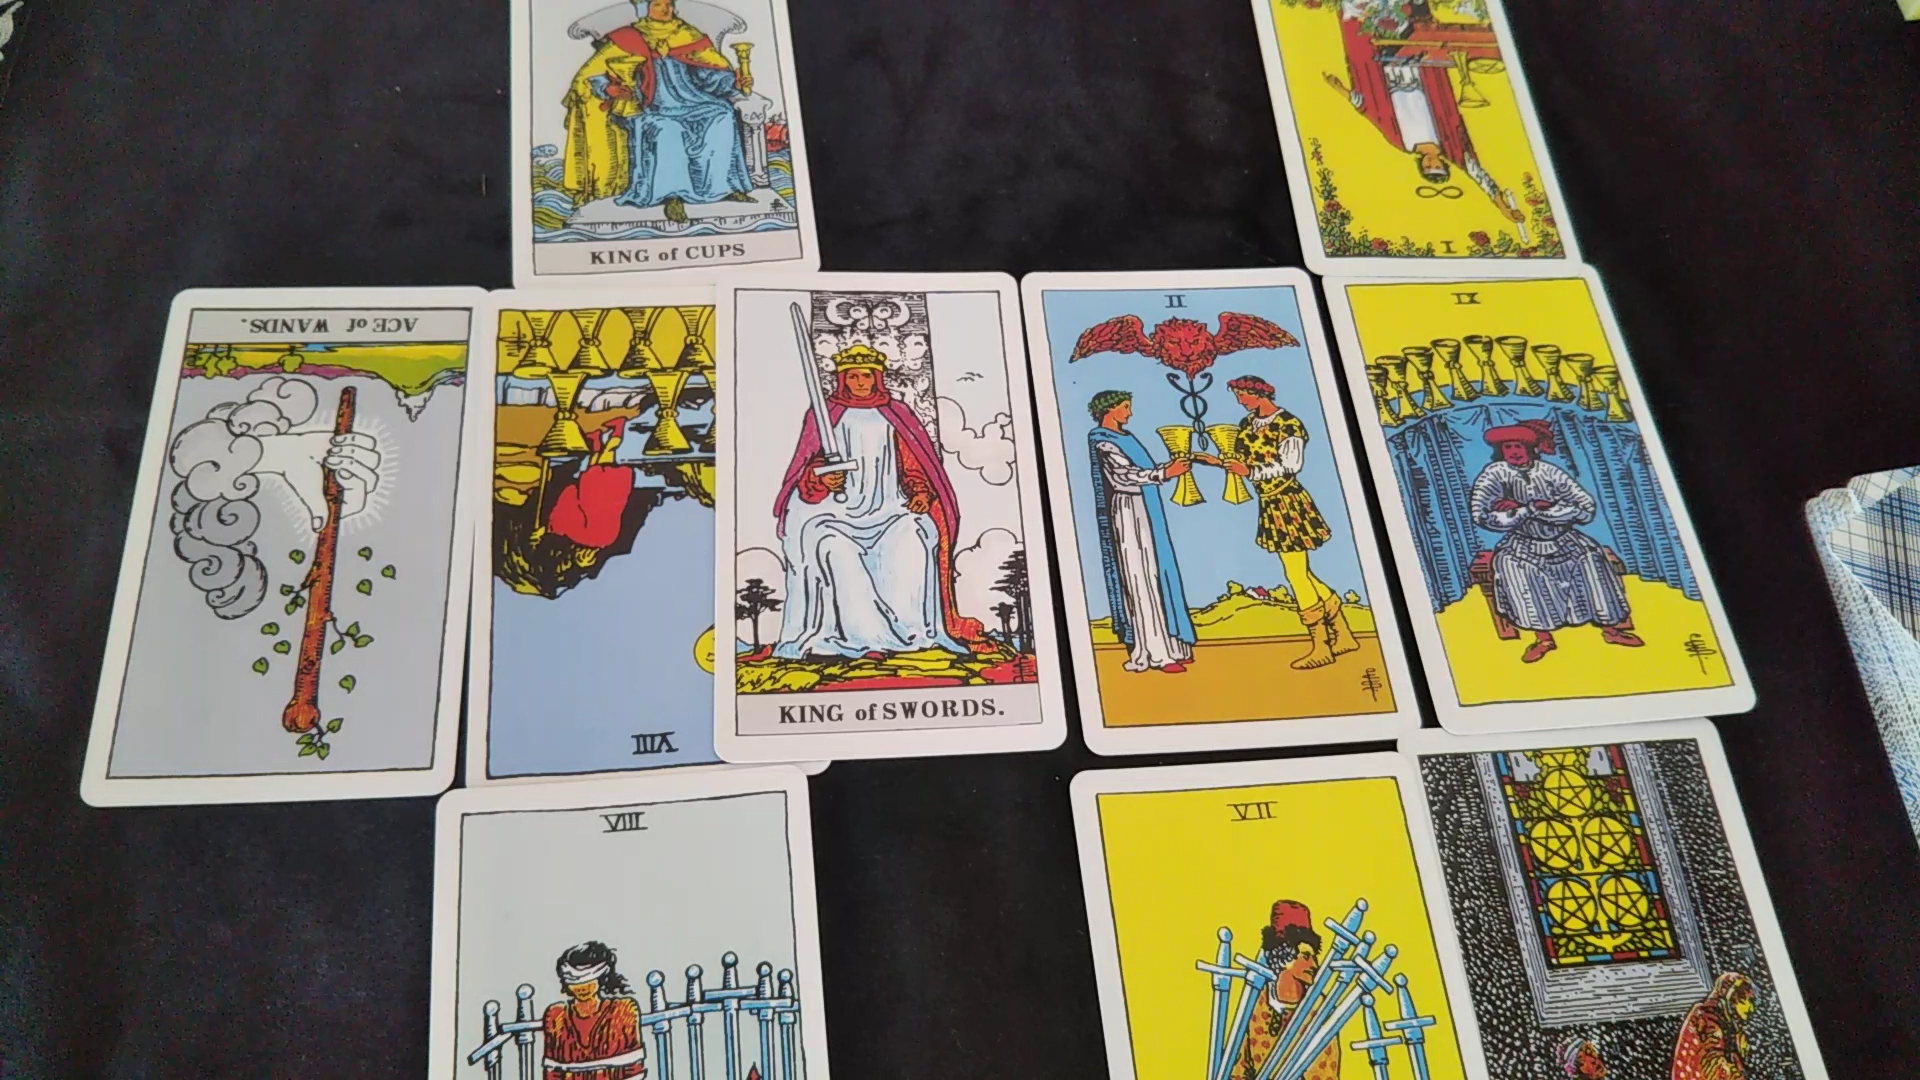 KING of CUPS
I
ACE of WANDS.
VIII
KING of SWORDS.
II
IX
VIII
VII